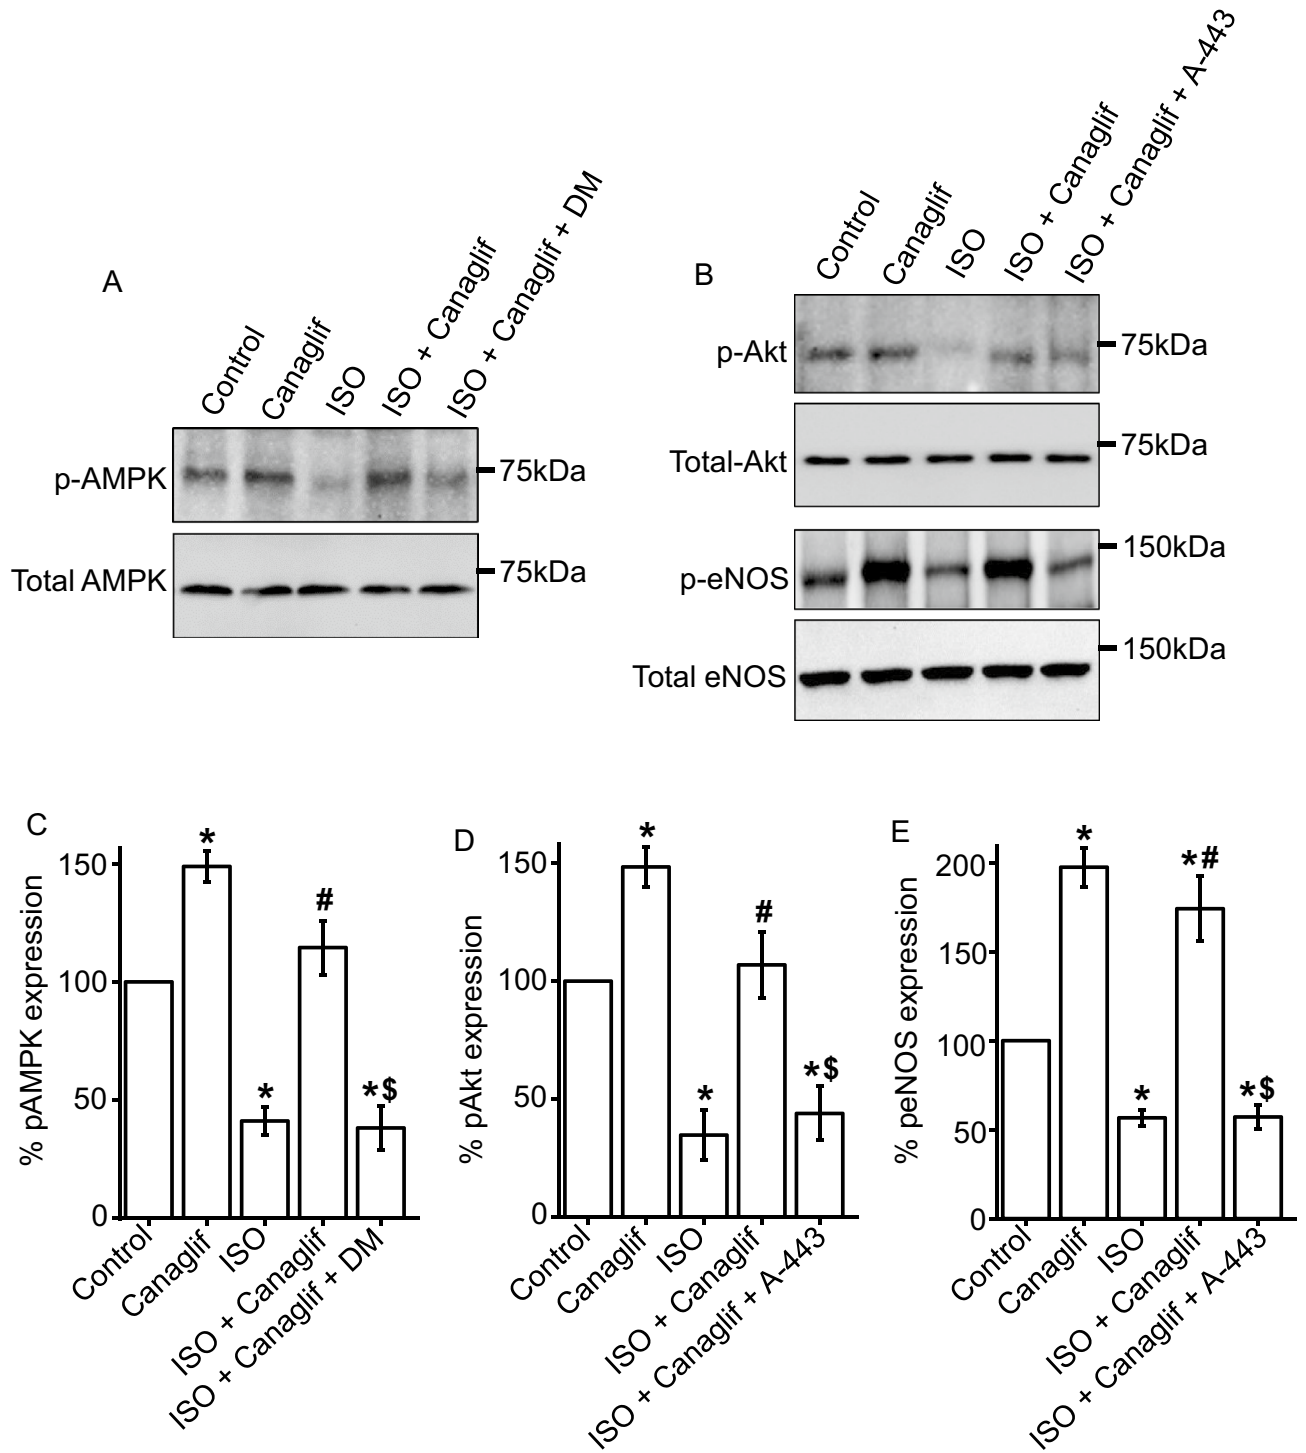 A
Control
Canaglif
ISO
ISO + Canaglif
ISO + Canaglif + DM
p-AMPK
75kDa
Total AMPK
75kDa
B
Control
Canaglif
ISO
ISO + Canaglif
ISO + Canaglif + A-443
p-Akt
75kDa
Total-Akt
75kDa
p-eNOS
150kDa
Total eNOS
150kDa
C
% pAMPK expression
150
100
50
0
*
*
#
*$
Control
Canaglif
ISO
ISO + Canaglif
ISO + Canaglif + DM
D
% pAkt expression
150
100
50
0
*
*
#
*$
Control
Canaglif
ISO
ISO + Canaglif
ISO + Canaglif + A-443
E
% peNOS expression
200
150
100
50
0
*
*
*#
*$
Control
Canaglif
ISO
ISO + Canaglif
ISO + Canaglif + A-443